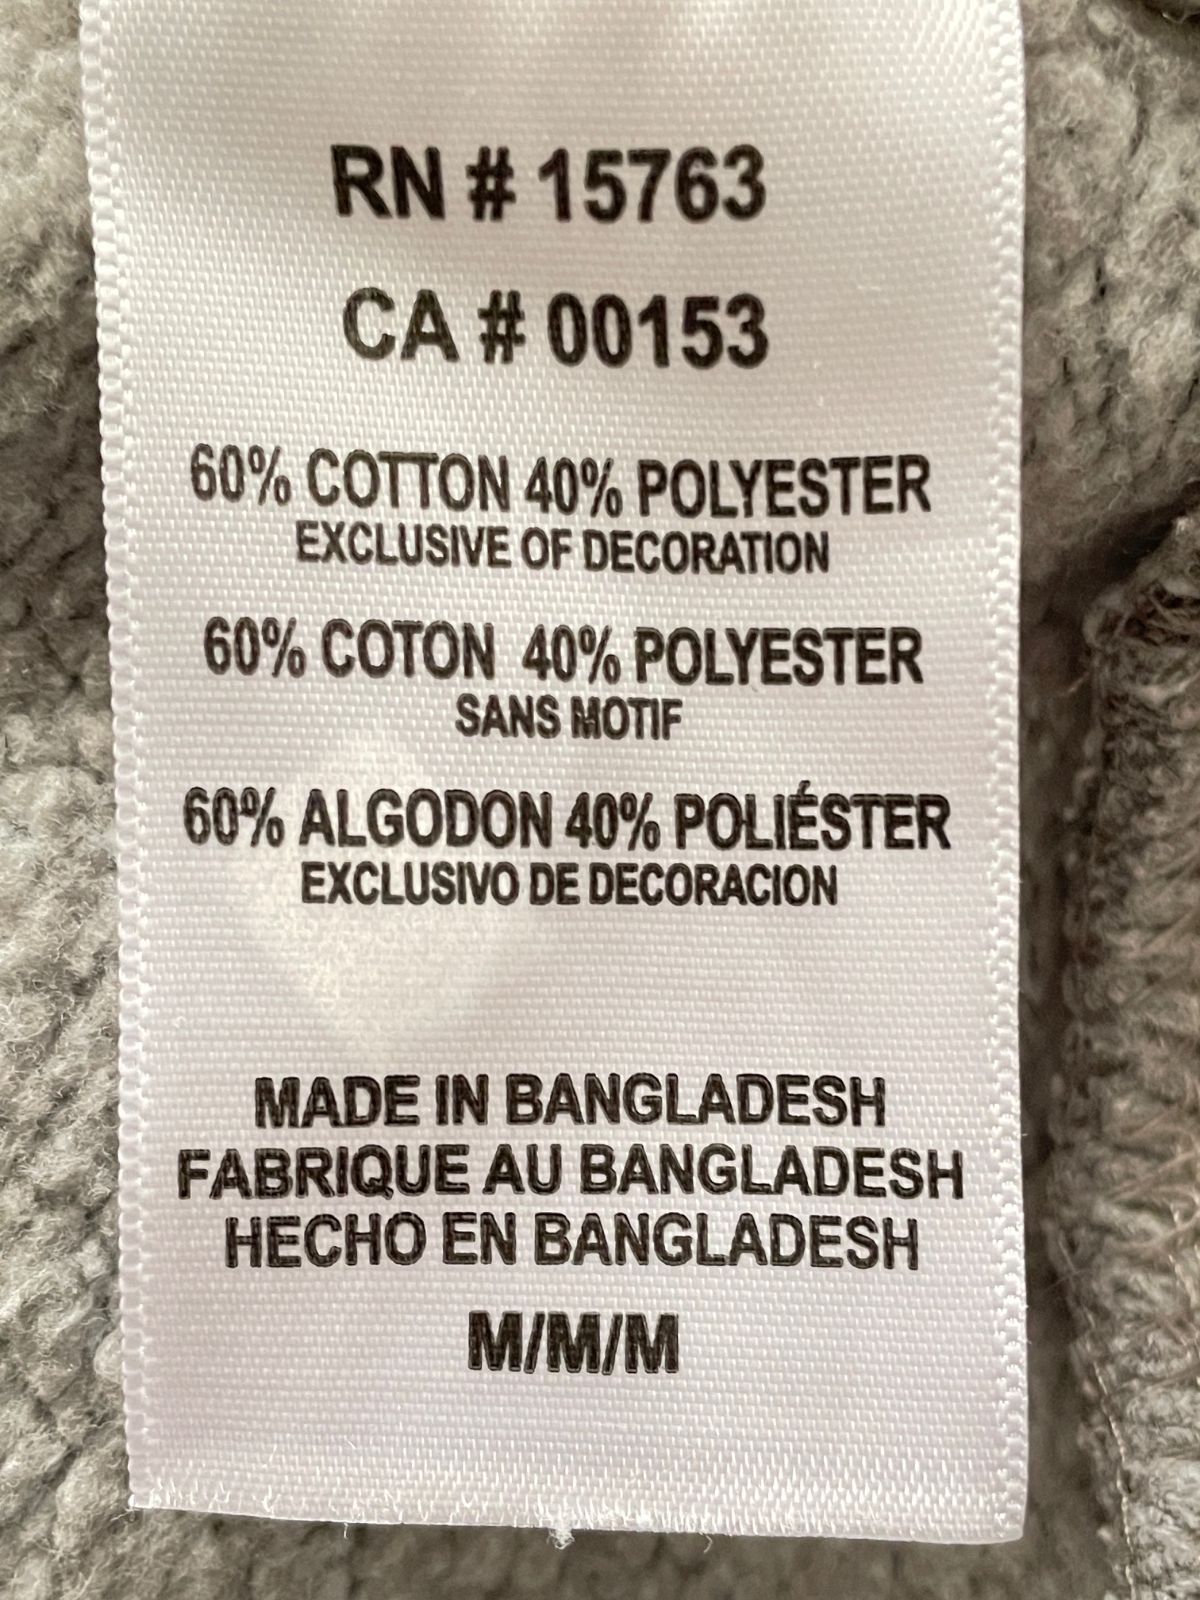 RN # 15763
CA # 00153
60% COTTON 40% POLYESTER
EXCLUSIVE OF DECORATION
60% COTON 40% POLYESTER
SANS MOTIF
60% ALGODON 40% POLIÉSTER
EXCLUSIVO DE DECORACION
MADE IN BANGLADESH
FABRIQUE AU BANGLADESH
HECHO EN BANGLADESH
M/M/M